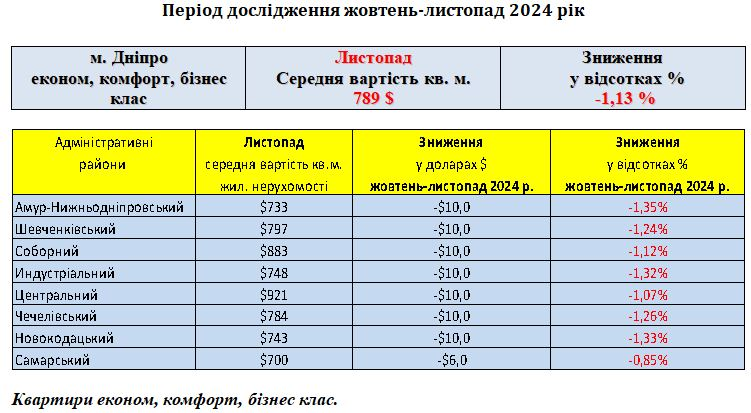 Період дослідження жовтень-листопад 2024 рік
м. Дніпро
економ, комфорт, бізнес
клас
Листопад
Середня вартість кв. м.
789 $
Зниження
у відсотках %
-1,13 %
Адміністративні
райони
Листопад
середня вартість кв.м.
жил. нерухомості
Зниження
у доларах $
жовтень-листопад 2024 р.
Зниження
у відсотках %
жовтень-листопад 2024 р.
Амур-Нижньодніпровський $733 -$10,0 -1,35%
Шевченківський $797 -$10,0 -1,24%
Соборний $883 -$10,0 -1,12%
Индустріальний $748 -$10,0 -1,32%
Центральний $921 -$10,0 -1,07%
Чечелівський $784 -$10,0 -1,26%
Новокодацький $743 -$10,0 -1,33%
Самарський $700 -$6,0 -0,85%
Квартири економ, комфорт, бізнес клас.